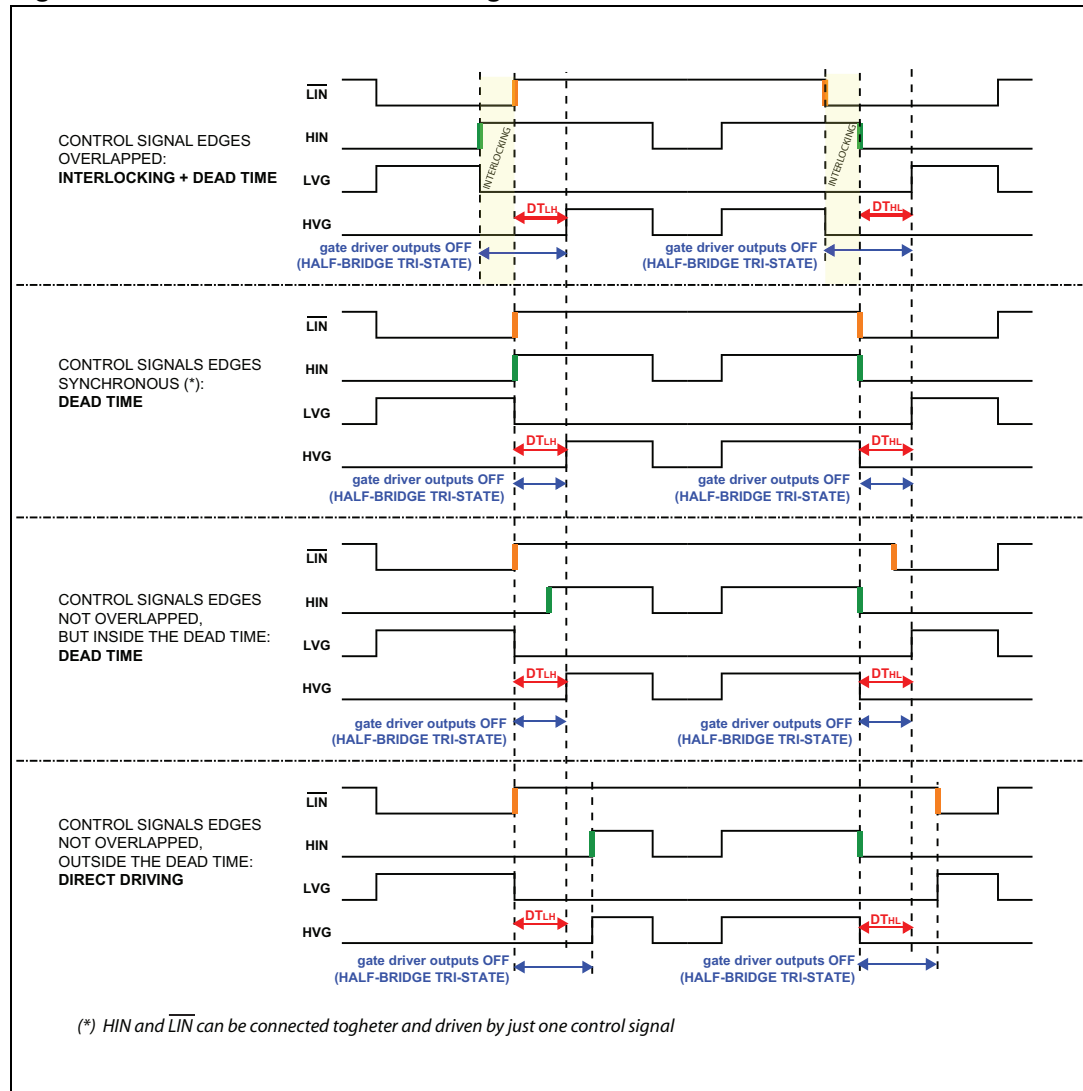 LIN
HIN
LVG
HVG
CONTROL SIGNAL EDGES
OVERLAPPED:
INTERLOCKING + DEAD TIME
INTERLOCKING
INTERLOCKING
DTLH
DTHL
gate driver outputs OFF
(HALF-BRIDGE TRI-STATE)
gate driver outputs OFF
(HALF-BRIDGE TRI-STATE)
LIN
HIN
LVG
HVG
CONTROL SIGNALS EDGES
SYNCHRONOUS (*):
DEAD TIME
DTLH
DTHL
gate driver outputs OFF
(HALF-BRIDGE TRI-STATE)
gate driver outputs OFF
(HALF-BRIDGE TRI-STATE)
LIN
HIN
LVG
HVG
CONTROL SIGNALS EDGES
NOT OVERLAPPED,
BUT INSIDE THE DEAD TIME:
DEAD TIME
DTLH
DTHL
gate driver outputs OFF
(HALF-BRIDGE TRI-STATE)
gate driver outputs OFF
(HALF-BRIDGE TRI-STATE)
LIN
HIN
LVG
HVG
CONTROL SIGNALS EDGES
NOT OVERLAPPED,
OUTSIDE THE DEAD TIME:
DIRECT DRIVING
DTLH
DTHL
gate driver outputs OFF
(HALF-BRIDGE TRI-STATE)
gate driver outputs OFF
(HALF-BRIDGE TRI-STATE)
(*) HIN and LIN can be connected togheter and driven by just one control signal